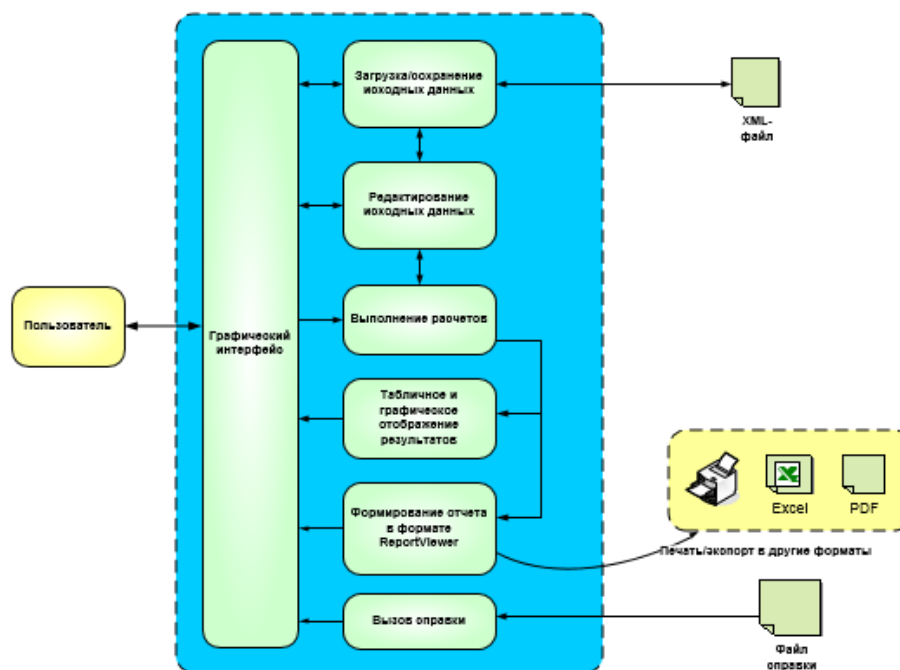 Загрузка/сохранение
исходных данных
XML-
файл
Редактирование
исходных данных
Пользователь
Графический
интерфейс
Выполнение расчетов
Табличное и
графическое
отображение
результатов
Формирование отчета
в формате
ReportViewer
Excel
PDF
Печать/экспорт в другие форматы
Вызов справки
Файл
справки